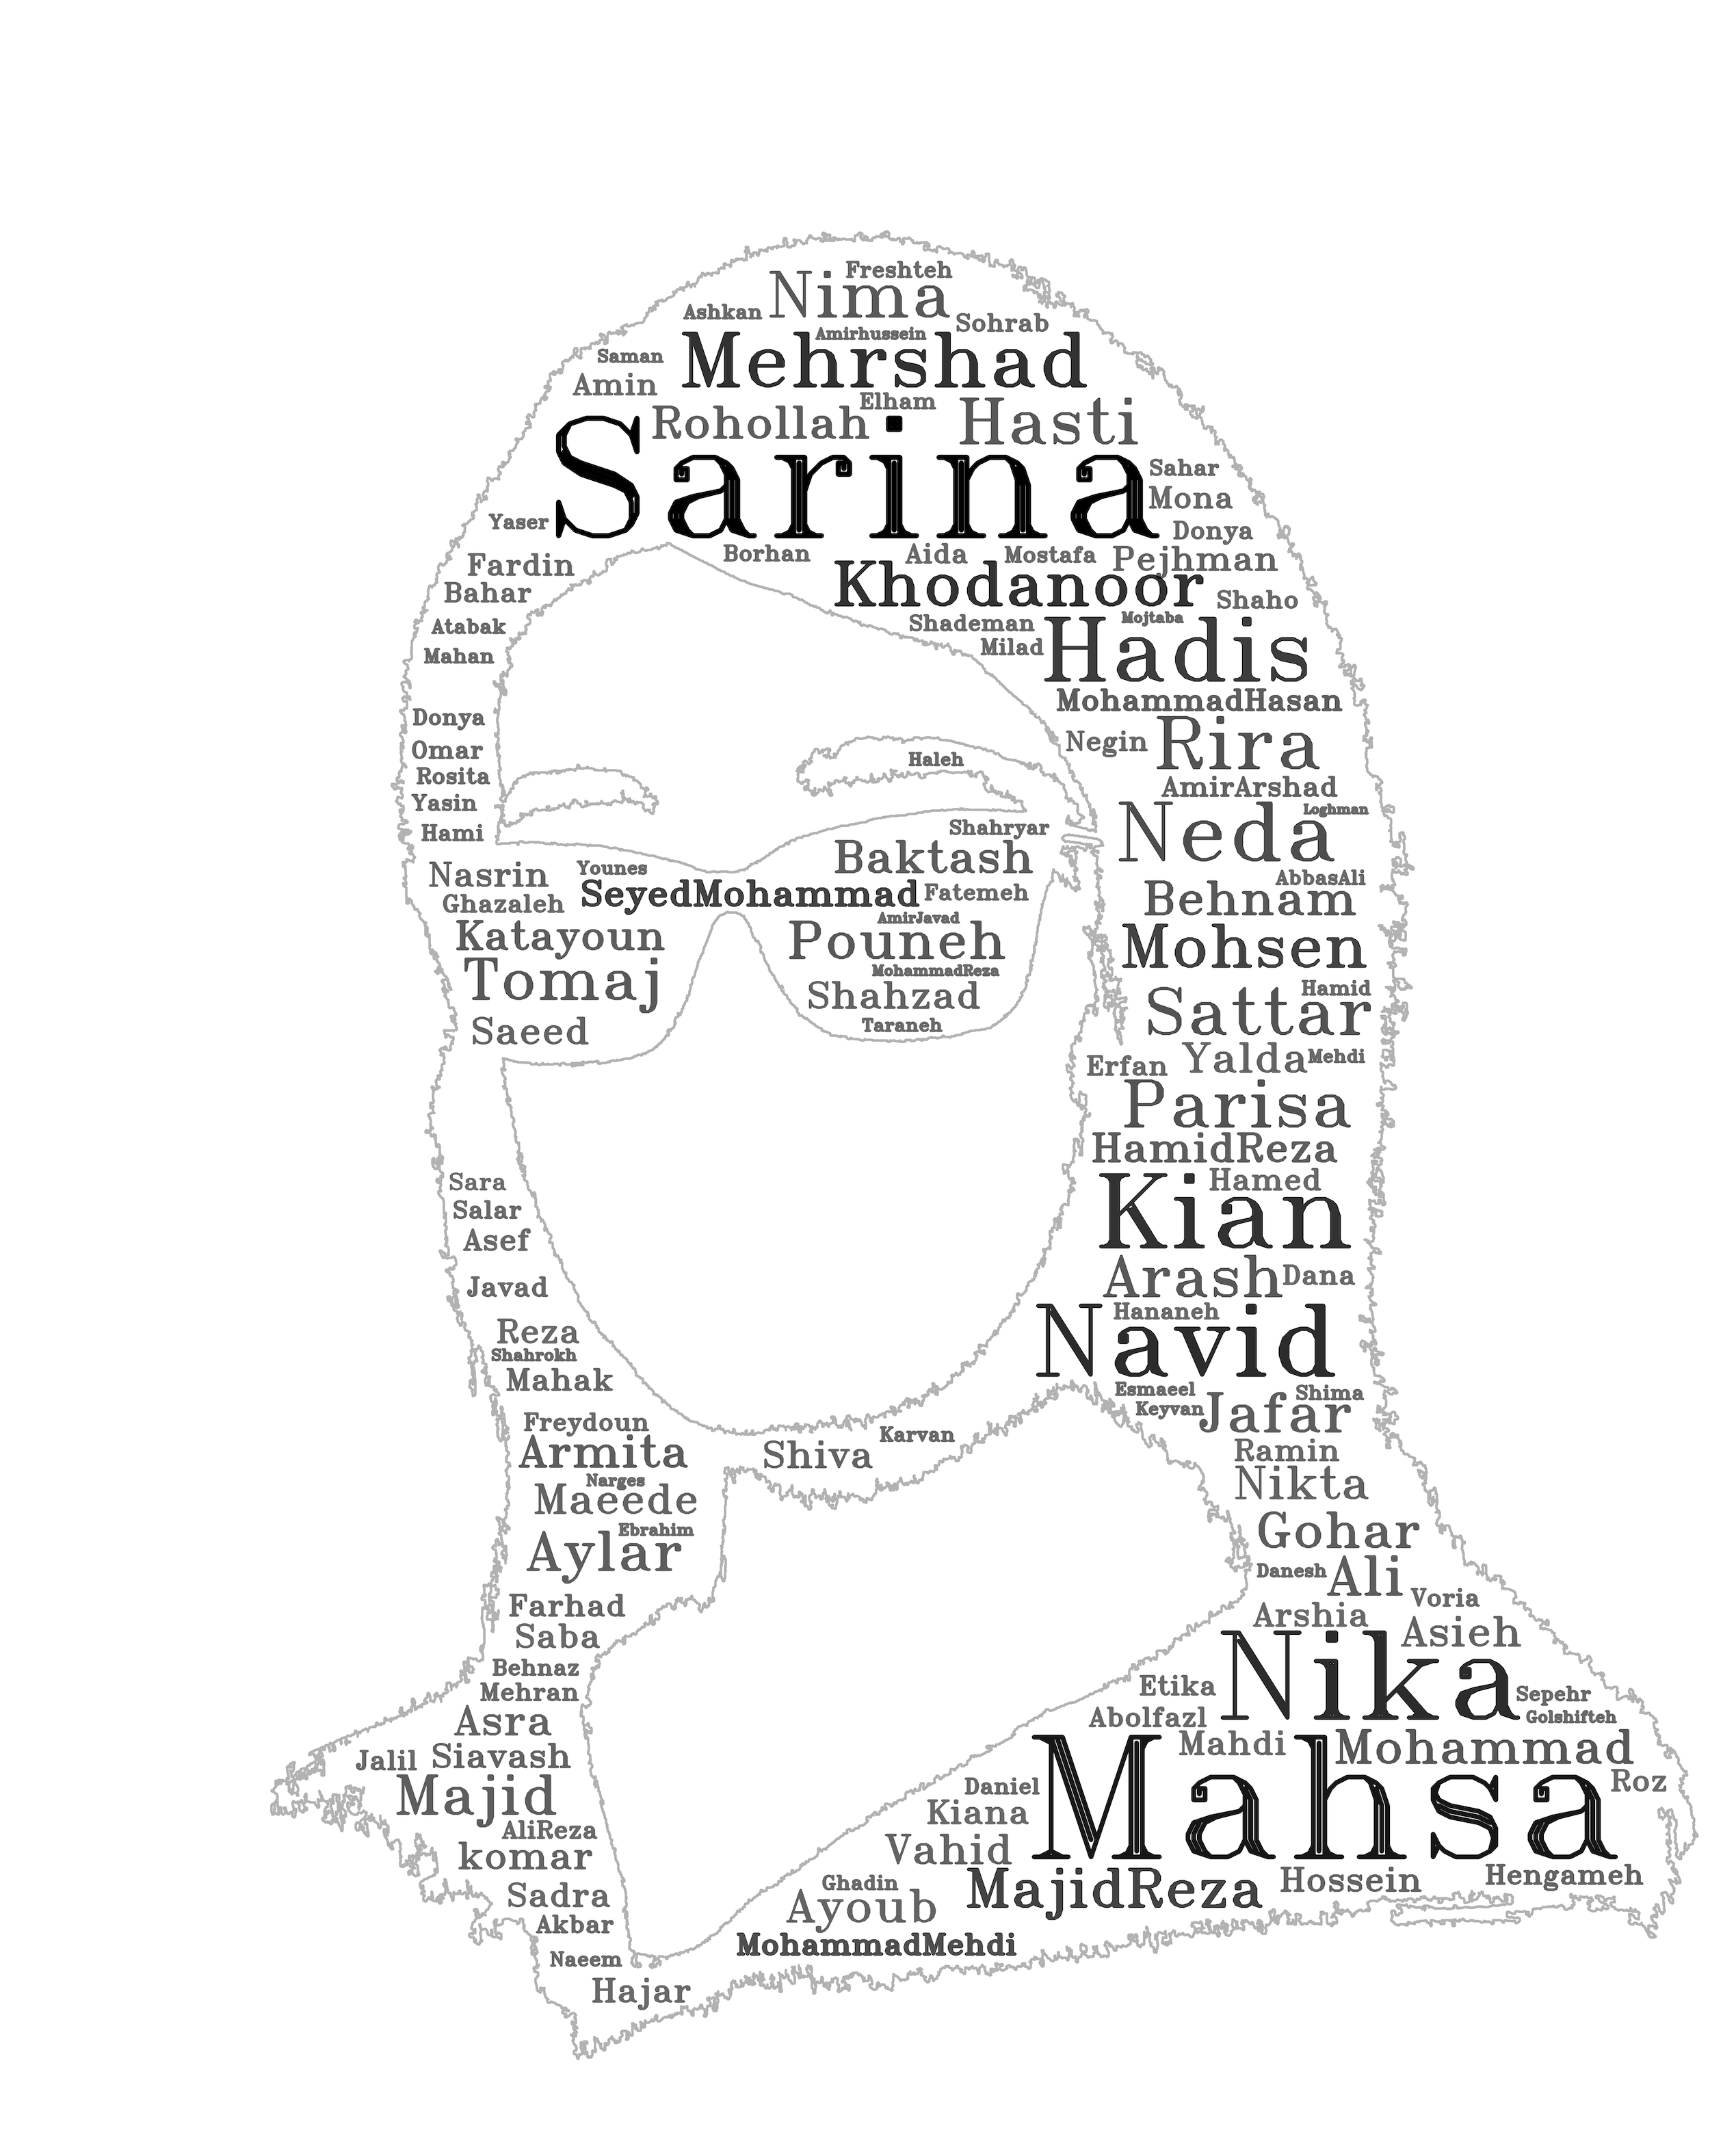 Freshteh
Nima
Ashkan
Sohrab
Amirhussein
Mehrshad
Saman
Amin
Elham
Rohollah
Hasti
Sarina
Sahar
Mona
Yaser
Donya
Borhan
Aida
Mostafa
Pejhman
Fardin
Khodanoor
Bahar
Shaho
Mojtaba
Atabak
Shademan
Hadis
Milad
Mahan
MohammadHasan
Donya
Negin
Rira
Omar
Haleh
Rosita
AmirArshad
Yasin
Loghman
Hami
Shahryar
Neda
Baktash
Younes
Nasrin
AbbasAli
SeyedMohammad
Fatemeh
Ghazaleh
Behnam
AmirJavad
Katayoun
Pouneh
Mohsen
MohammadReza
Tomaj
Shahzad
Hamid
Sattar
Saeed
Taraneh
Yalda
Mehdi
Erfan
Parisa
HamidReza
Sara
Hamed
Salar
Kian
Asef
Arash
Dana
Javad
Hananeh
Reza
Navid
Shahrokh
Mahak
Esmaeel
Shima
Keyvan
Jafar
Freydoun
Karvan
Armita
Shiva
Ramin
Narges
Nikta
Maeede
Ebrahim
Gohar
Aylar
Danesh
Ali
Voria
Farhad
Arshia
Saba
Asieh
Behnaz
Nika
Mehran
Etika
Sepehr
Asra
Abolfazl
Golshifteh
Jalil
Siavash
Mahdi
Mohammad
Majid
Daniel
Mahsa
Roz
AliReza
Kiana
komar
Vahid
Hengameh
Ghadin
MajidReza
Hossein
Sadra
Ayoub
Akbar
MohammadMehdi
Naeem
Hajar